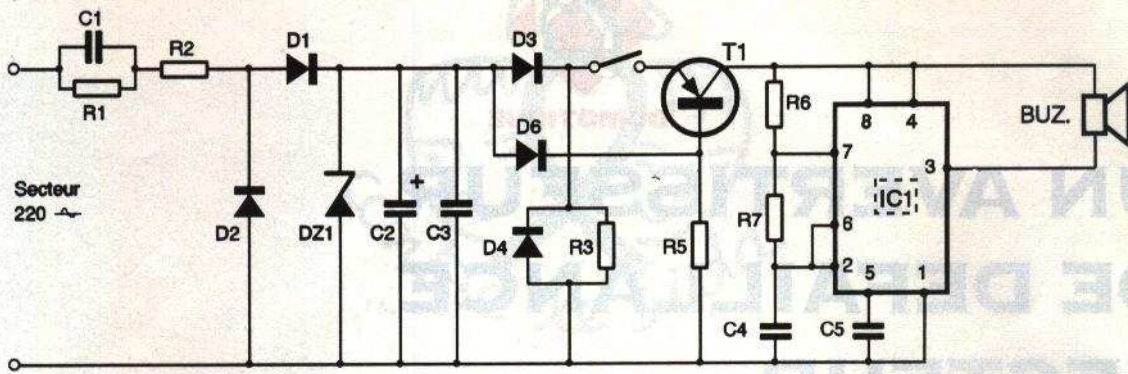 C1
R2
D1
D3
T1
R1
R6
8
4
BUZ.
D6
7
3
IC1
Secteur
220 ~
D2
DZ1
+
C2
C3
D4
R3
R5
R7
6
2
5
1
C4
C5
UN AVERTISSEUR
DE DEFAILLANCE